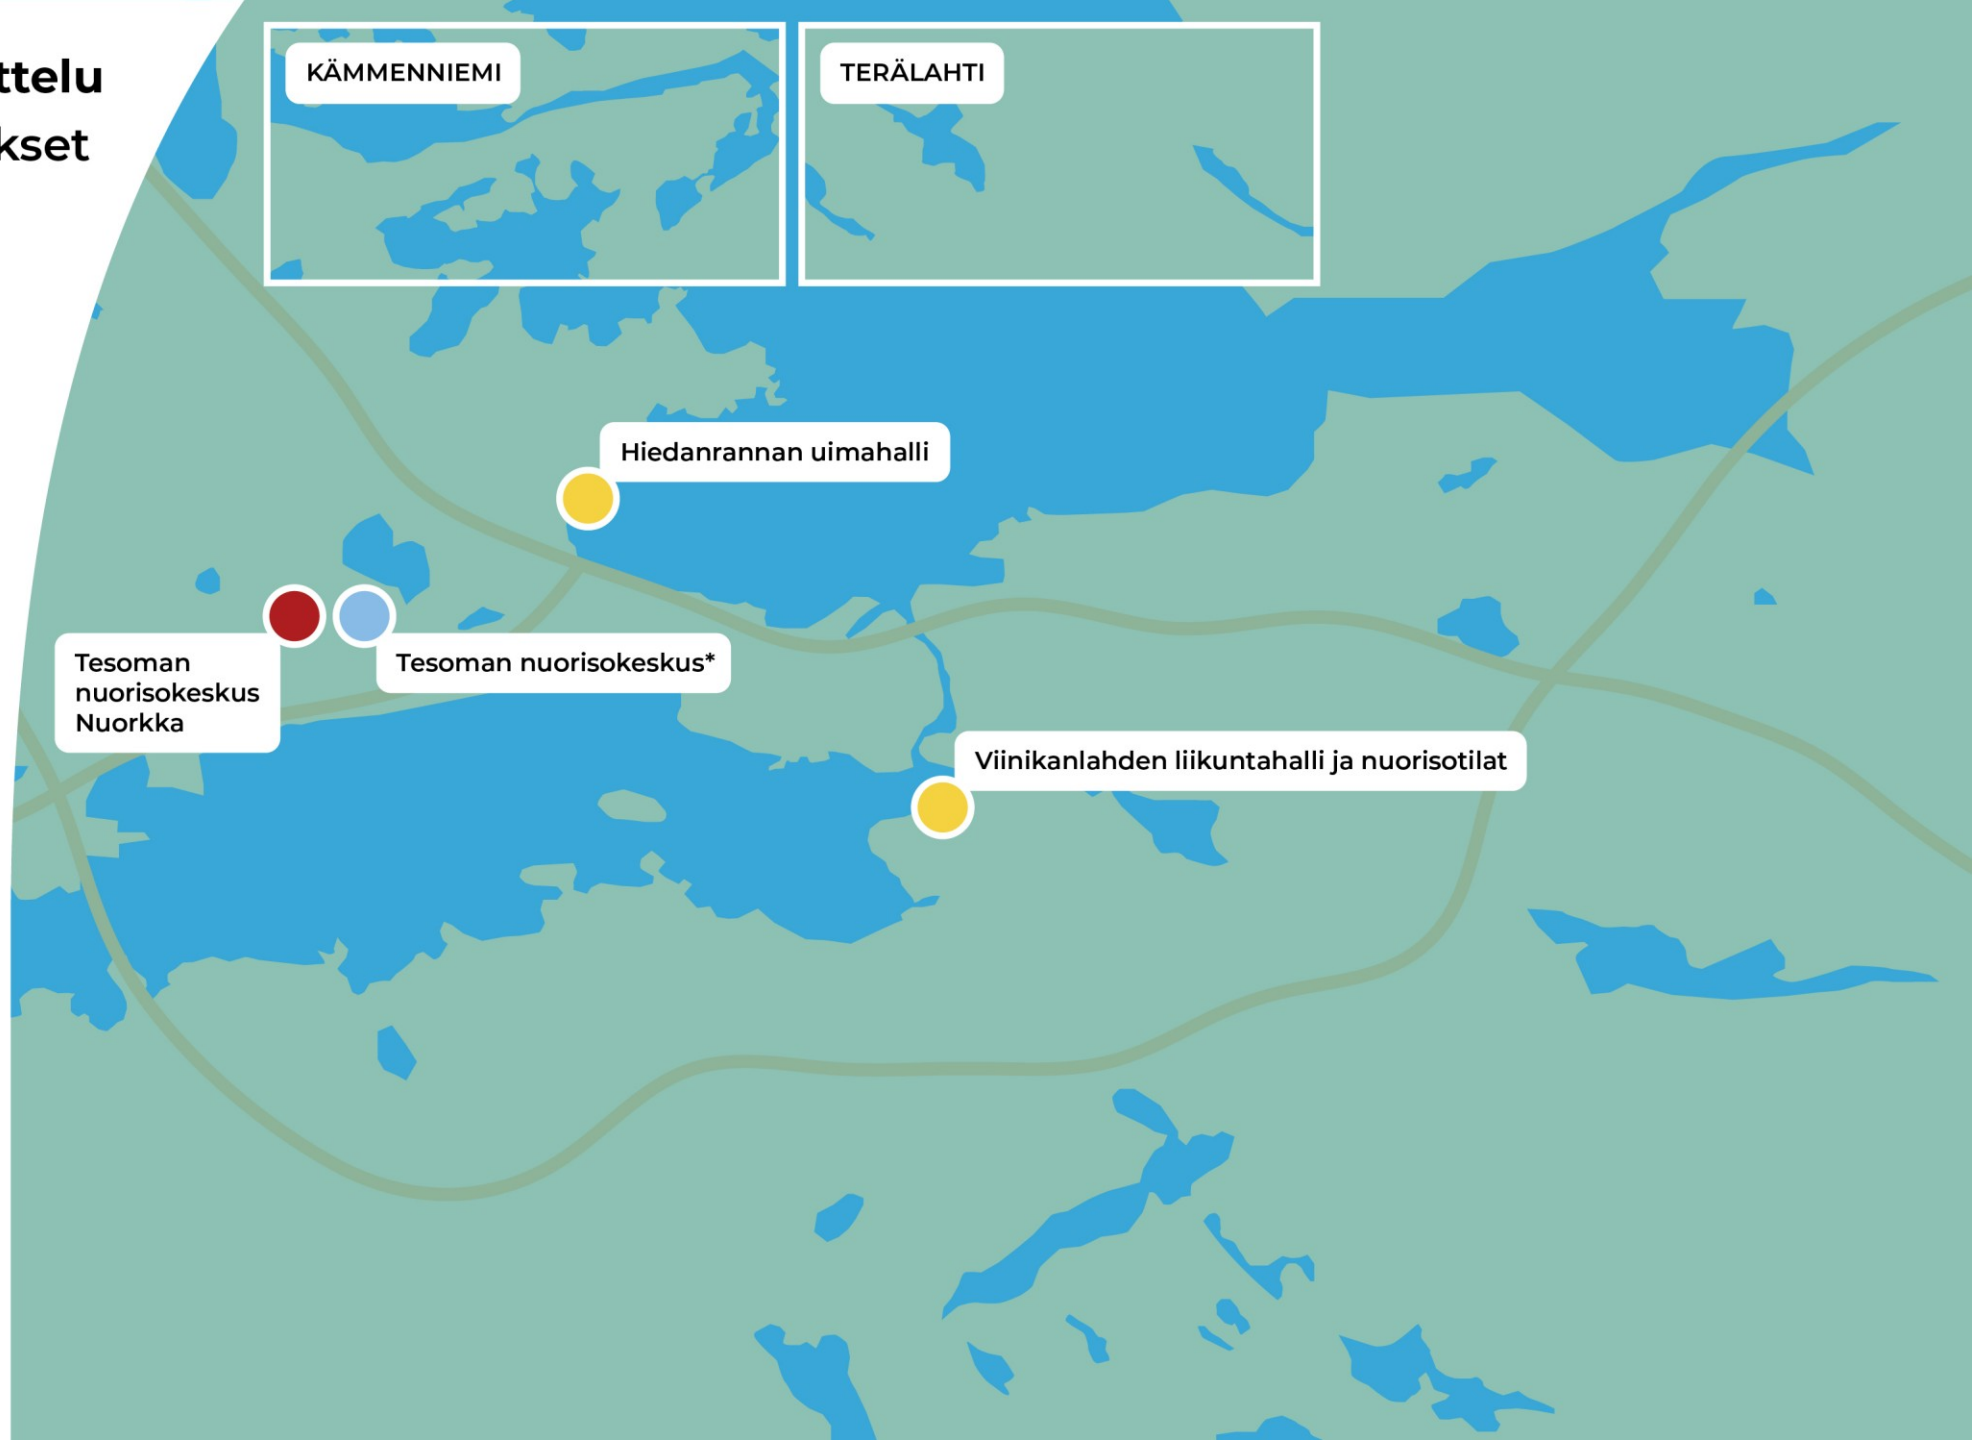 ttelu
kset
KÄMMENNIEMI
TERÄLAHTI
Hiedanrannan uimahalli
Tesoman
nuorisokeskus
Nuorkka
Tesoman nuorisokeskus*
Viinikanlahden liikuntahalli ja nuorisotilat